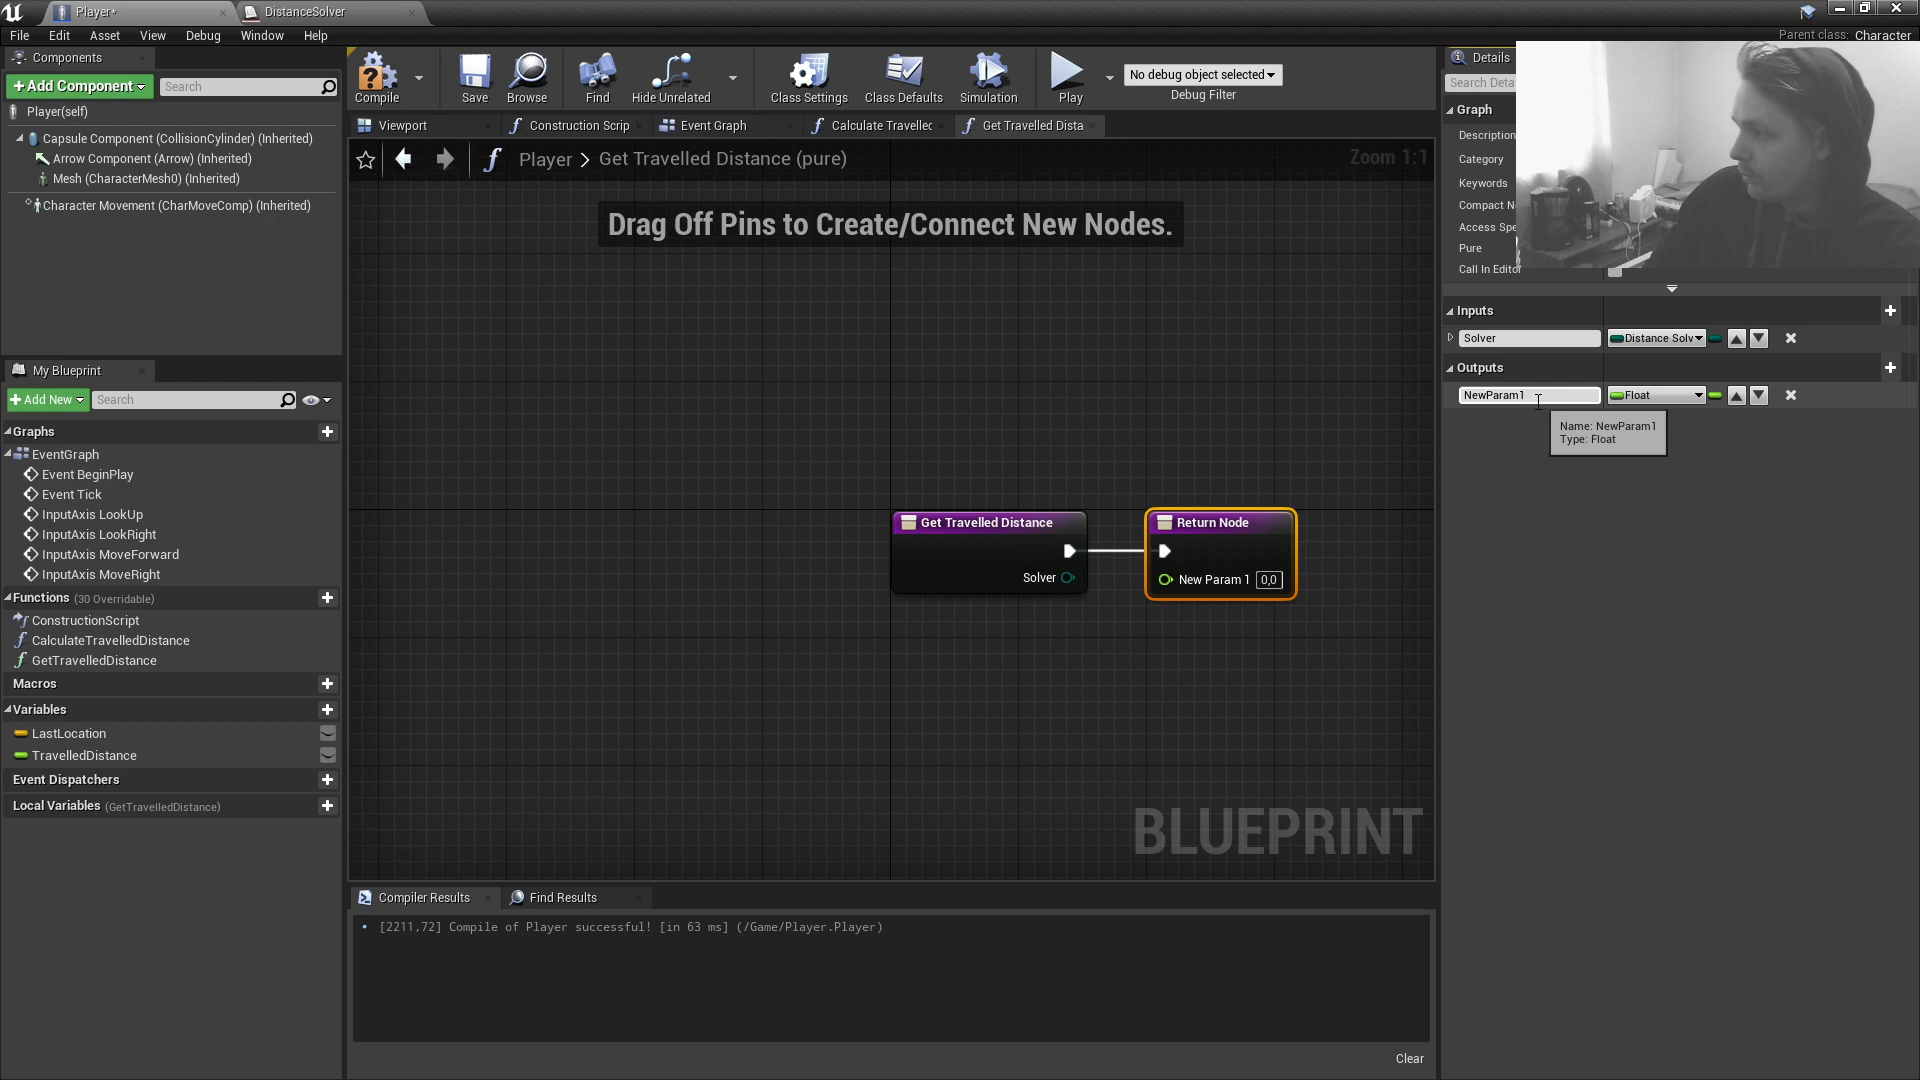 Player*
DistanceSolver
File
Edit
Asset
View
Debug
Window
Help
Parent class: Character
Components
+Add Component
Search
Player(self)
Capsule Component (CollisionCylinder) (Inherited)
Arrow Component (Arrow) (Inherited)
Mesh (CharacterMesh0) (Inherited)
Character Movement (CharMoveComp) (Inherited)
Compile
Save
Browse
Find
Hide Unrelated
Class Settings
Class Defaults
Simulation
Play
No debug object selected
Debug Filter
Viewport
Construction Scrip
Event Graph
Calculate Travellec
Get Travelled Dista
Player > Get Travelled Distance (pure)
Zoom 1:1
Drag Off Pins to Create/Connect New Nodes.
Get Travelled Distance
Solver
Return Node
New Param 1 0,0
BLUEPRINT
My Blueprint
+Add New
Search
Graphs
EventGraph
Event BeginPlay
Event Tick
InputAxis LookUp
InputAxis LookRight
InputAxis MoveForward
InputAxis MoveRight
Functions (30 Overridable)
ConstructionScript
CalculateTravelledDistance
GetTravelledDistance
Macros
Variables
LastLocation
TravelledDistance
Event Dispatchers
Local Variables (GetTravelledDistance)
Compiler Results
Find Results
[2211,72] Compile of Player successful! [in 63 ms] (/Game/Player.Player)
Clear
Details
Search Deta
Graph
Description
Category
Keywords
Compact N
Access Spe
Pure
Call In Editor
Inputs
Solver
Distance Solv
Outputs
NewParam1
Float
Name: NewParam1
Type: Float